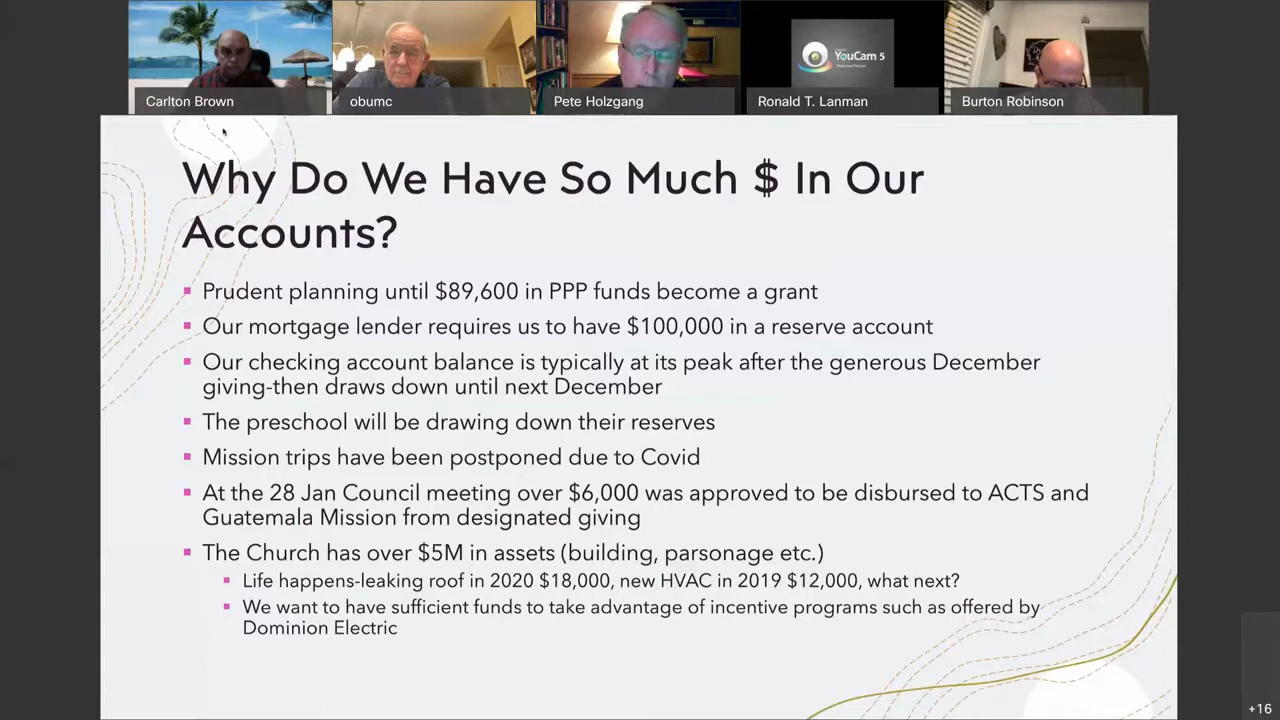 YouCam 5
Carlton Brown
obumc
Pete Holzgang
Ronald T. Lanman
Burton Robinson
Why Do We Have So Much $ In Our
Accounts?
Prudent planning until $89,600 in PPP funds become a grant
Our mortgage lender requires us to have $100,000 in a reserve account
Our checking account balance is typically at its peak after the generous December
giving-then draws down until next December
The preschool will be drawing down their reserves
Mission trips have been postponed due to Covid
At the 28 Jan Council meeting over $6,000 was approved to be disbursed to ACTS and
Guatemala Mission from designated giving
The Church has over $5M in assets (building, parsonage etc.)
Life happens-leaking roof in 2020 $18,000, new HVAC in 2019 $12,000, what next?
We want to have sufficient funds to take advantage of incentive programs such as offered by
Dominion Electric
+16